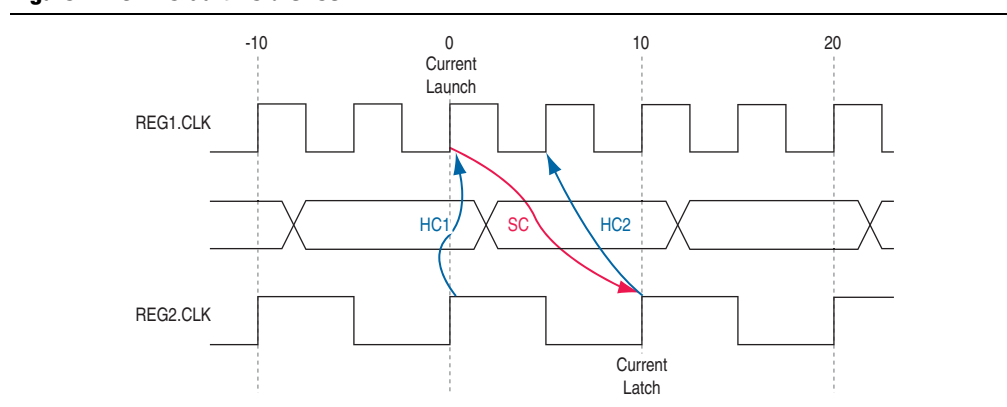 -10 0 10 20
Current
Launch
REG1.CLK
HC1 SC HC2
REG2.CLK
Current
Latch